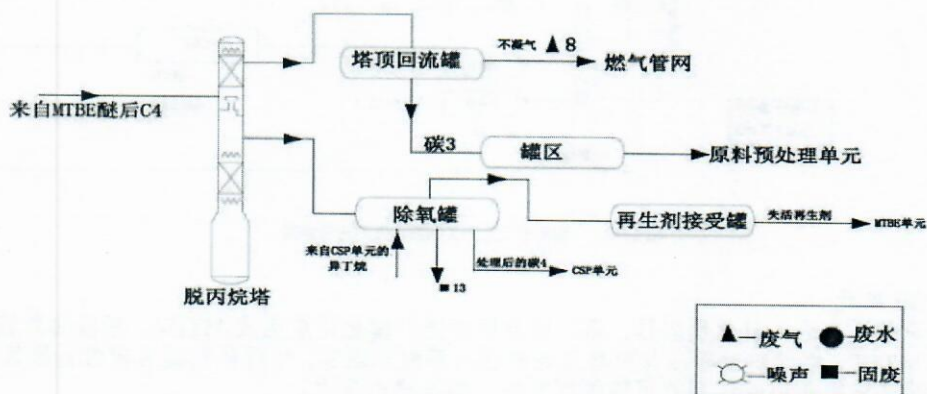 不凝气 ▲8
塔顶回流罐
燃气管网
来自MTBE醚后C4
碳3
罐区
原料预处理单元
除氧罐
再生剂接受罐
失活再生剂
MTBE单元
来自CSP单元的
异丁烷
处理后的碳4
CSP单元
■13
脱丙烷塔
▲—废气 ●—废水
噪声 ■—固废